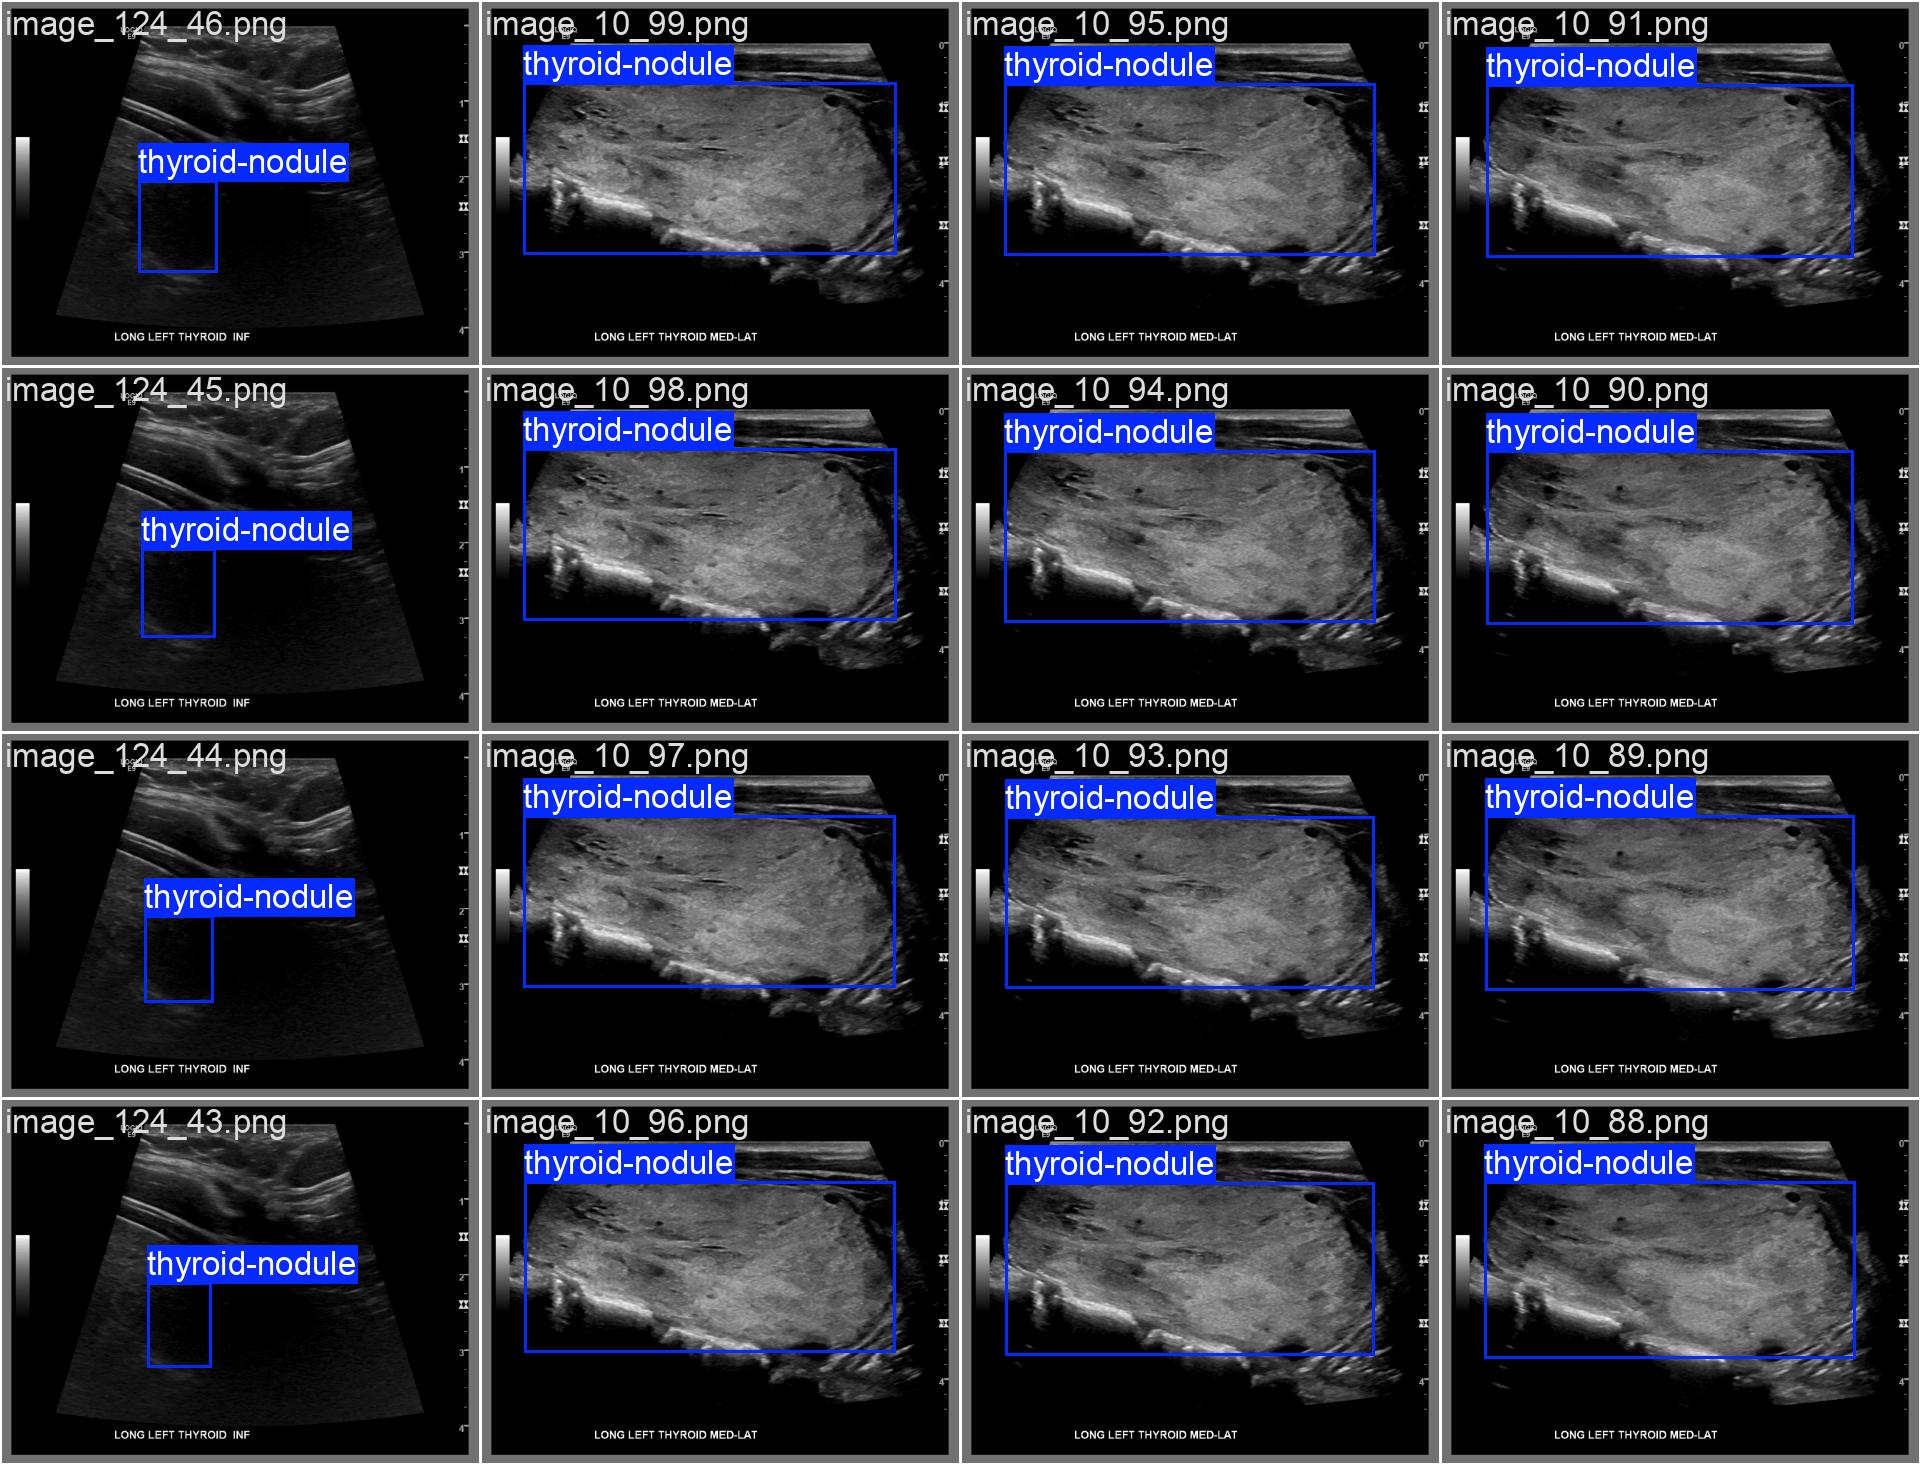 image_124_46.png
thyroid-nodule
LONG LEFT THYROID INF
image_10_99.png
thyroid-nodule
LONG LEFT THYROID MED-LAT
image_10_95.png
thyroid-nodule
LONG LEFT THYROID MED-LAT
image_10_91.png
thyroid-nodule
LONG LEFT THYROID MED-LAT
image_124_45.png
thyroid-nodule
LONG LEFT THYROID INF
image_10_98.png
thyroid-nodule
LONG LEFT THYROID MED-LAT
image_10_94.png
thyroid-nodule
LONG LEFT THYROID MED-LAT
image_10_90.png
thyroid-nodule
LONG LEFT THYROID MED-LAT
image_124_44.png
thyroid-nodule
LONG LEFT THYROID INF
image_10_97.png
thyroid-nodule
LONG LEFT THYROID MED-LAT
image_10_93.png
thyroid-nodule
LONG LEFT THYROID MED-LAT
image_10_89.png
thyroid-nodule
LONG LEFT THYROID MED-LAT
image_124_43.png
thyroid-nodule
LONG LEFT THYROID INF
image_10_96.png
thyroid-nodule
LONG LEFT THYROID MED-LAT
image_10_92.png
thyroid-nodule
LONG LEFT THYROID MED-LAT
image_10_88.png
thyroid-nodule
LONG LEFT THYROID MED-LAT